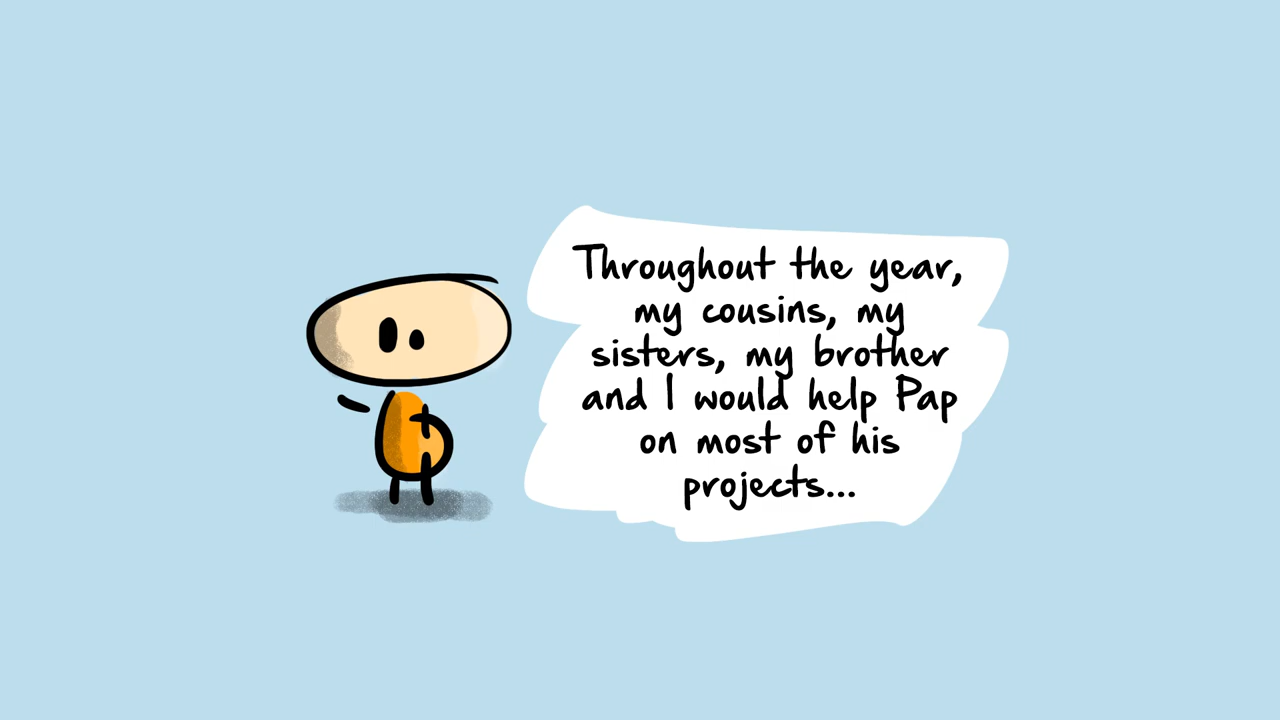 Throughout the year,
my cousins, my
sisters, my brother
and I would help Pap
on most of his
projects...